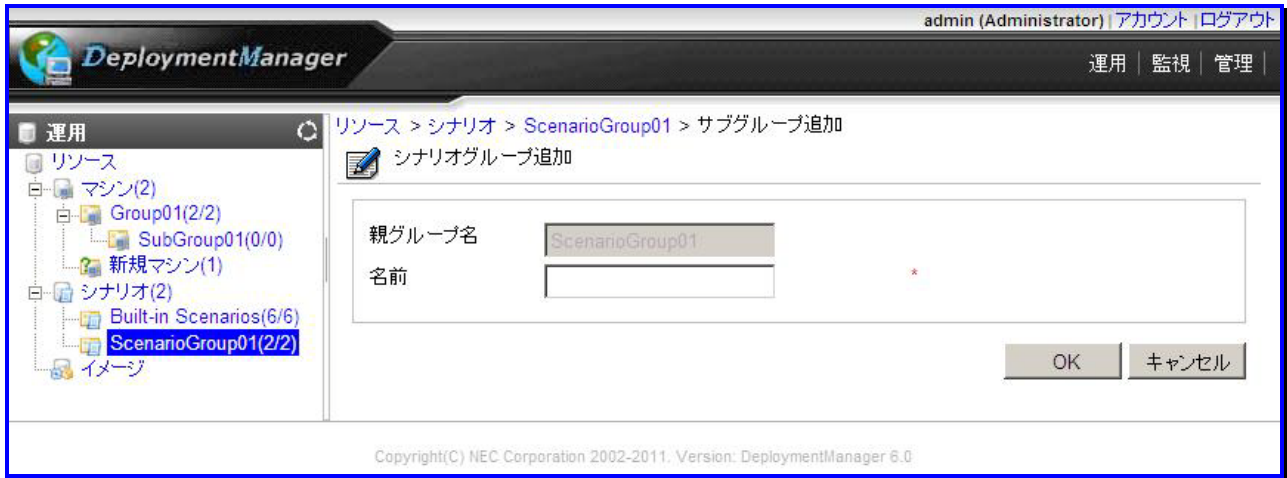 admin (Administrator) | アカウント | ログアウト
DeploymentManager
運用 | 監視 | 管理 |
運用
リソース
マシン(2)
Group01(2/2)
SubGroup01(0/0)
新規マシン(1)
シナリオ(2)
Built-in Scenarios(6/6)
ScenarioGroup01(2/2)
イメージ
リソース > シナリオ > ScenarioGroup01 > サブグループ追加
シナリオグループ追加
親グループ名 ScenarioGroup01
名前 *
OK キャンセル
Copyright(C) NEC Corporation 2002-2011. Version: DeploymentManager 6.0